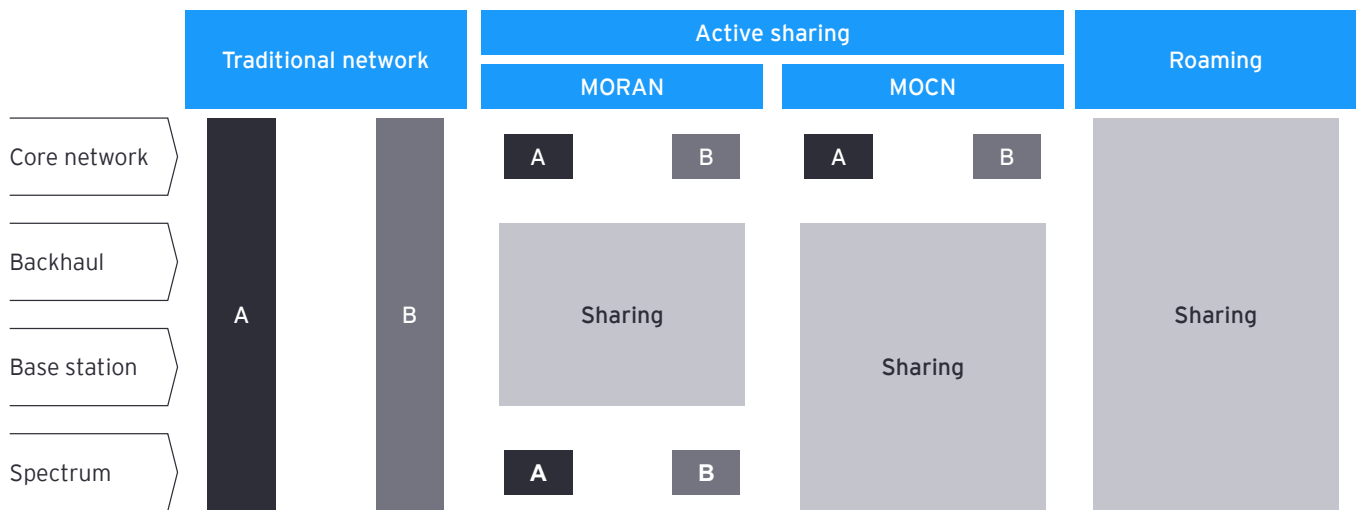 Traditional network
Active sharing
MORAN
MOCN
Roaming
Core network
A
B
A
B
Backhaul
A
B
Sharing
Sharing
Sharing
Base station
Spectrum
A
B